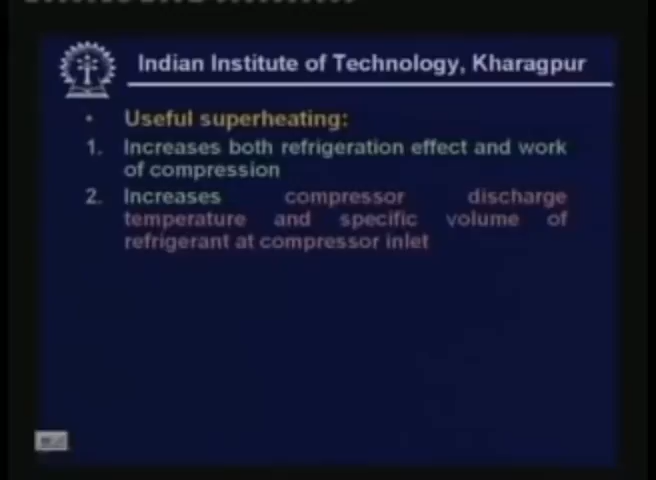 Indian Institute of Technology, Kharagpur
• Useful superheating:
1. Increases both refrigeration effect and work
of compression
2. Increases compressor discharge
temperature and specific volume of
refrigerant at compressor inlet